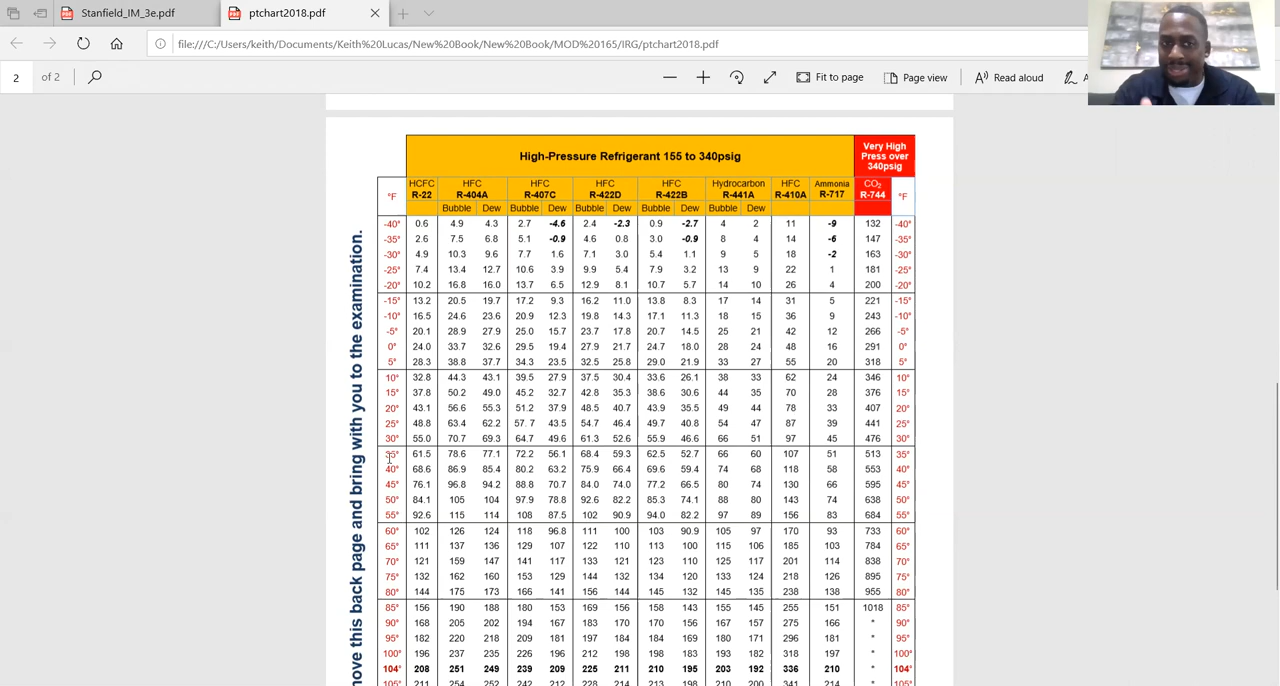 Stanfield_IM_3e.pdf ptchart2018.pdf
file:///C:/Users/keith/Documents/Keith%20Lucas/New%20Book/New%20Book/MOD%20165/IRG/ptchart2018.pdf
2 of 2 Fit to page Page view Read aloud
move this back page and bring with you to the examination.
High-Pressure Refrigerant 155 to 340psig
Very High Press over 340psig
°F HCFC R-22 HFC R-404A HFC R-407C HFC R-422D HFC R-422B Hydrocarbon R-441A HFC R-410A Ammonia R-717 CO2 R-744 °F
Bubble Dew Bubble Dew Bubble Dew Bubble Dew Bubble Dew
-40° 0.6 4.9 4.3 2.7 -4.6 2.4 -2.3 0.9 -2.7 4 2 11 -9 132 -40°
-35° 2.6 7.5 6.8 5.1 -0.9 4.6 0.8 3.0 -0.9 8 4 14 -6 147 -35°
-30° 4.9 10.3 9.6 7.7 1.6 7.1 3.0 5.4 1.1 9 5 18 -2 163 -30°
-25° 7.4 13.4 12.7 10.6 3.9 9.9 5.4 7.9 3.2 13 9 22 1 181 -25°
-20° 10.2 16.8 16.0 13.7 6.5 12.9 8.1 10.7 5.7 14 10 26 4 200 -20°
-15° 13.2 20.5 19.7 17.2 9.3 16.2 11.0 13.8 8.3 17 14 31 5 221 -15°
-10° 16.5 24.6 23.6 20.9 12.3 19.8 14.3 17.1 11.3 18 15 36 9 243 -10°
-5° 20.1 28.9 27.9 25.0 15.7 23.7 17.8 20.7 14.5 25 21 42 12 266 -5°
0° 24.0 33.7 32.6 29.5 19.4 27.9 21.7 24.7 18.0 28 24 48 16 291 0°
5° 28.3 38.8 37.7 34.3 23.5 32.5 25.8 29.0 21.9 33 27 55 20 318 5°
10° 32.8 44.3 43.1 39.5 27.9 37.5 30.4 33.6 26.1 38 33 62 24 346 10°
15° 37.8 50.2 49.0 45.2 32.7 42.8 35.3 38.6 30.6 44 35 70 28 376 15°
20° 43.1 56.6 55.3 51.2 37.9 48.5 40.7 43.9 35.5 49 44 78 33 407 20°
25° 48.8 63.4 62.2 57.7 43.5 54.7 46.4 49.7 40.8 54 47 87 39 441 25°
30° 55.0 70.7 69.3 64.7 49.6 61.3 52.6 55.9 46.6 66 51 97 45 476 30°
35° 61.5 78.6 77.1 72.2 56.1 68.4 59.3 62.5 52.7 66 60 107 51 513 35°
40° 68.6 86.9 85.4 80.2 63.2 75.9 66.4 69.6 59.4 74 68 118 58 553 40°
45° 76.1 96.8 94.2 88.8 70.7 84.0 74.0 77.2 66.5 80 74 130 66 595 45°
50° 84.1 105 104 97.9 78.8 92.6 82.2 85.3 74.1 88 80 143 74 638 50°
55° 92.6 115 114 108 87.5 102 90.9 94.0 82.2 97 89 156 83 684 55°
60° 102 126 124 118 96.8 111 100 103 90.9 105 97 170 93 733 60°
65° 111 137 136 129 107 122 110 113 100 115 106 185 103 784 65°
70° 121 159 147 141 117 133 121 123 110 125 117 201 114 838 70°
75° 132 162 160 153 129 144 132 134 120 133 124 218 126 895 75°
80° 144 175 173 166 141 156 144 145 132 145 135 238 138 955 80°
85° 156 190 188 180 153 169 156 158 143 155 145 255 151 1018 85°
90° 168 205 202 194 167 183 170 170 156 167 157 275 166 * 90°
95° 182 220 218 209 181 197 184 184 169 180 171 296 181 * 95°
100° 196 237 235 226 196 212 198 198 183 193 182 318 197 * 100°
104° 208 251 249 239 209 225 211 210 195 203 192 336 210 * 104°
105° 211 254 252 242 212 228 214 213 198 210 200 341 214 * 105°